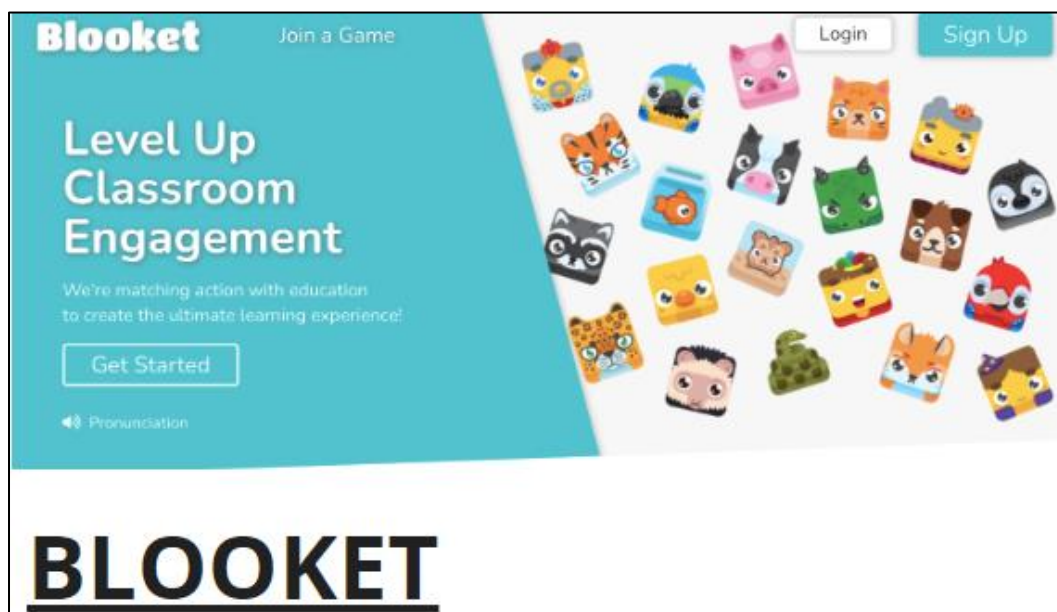 Blooket
Join a Game
Login
Sign Up
Level Up
Classroom
Engagement
We're matching action with education
to create the ultimate learning experience!
Get Started
Pronunciation
BLOOKET